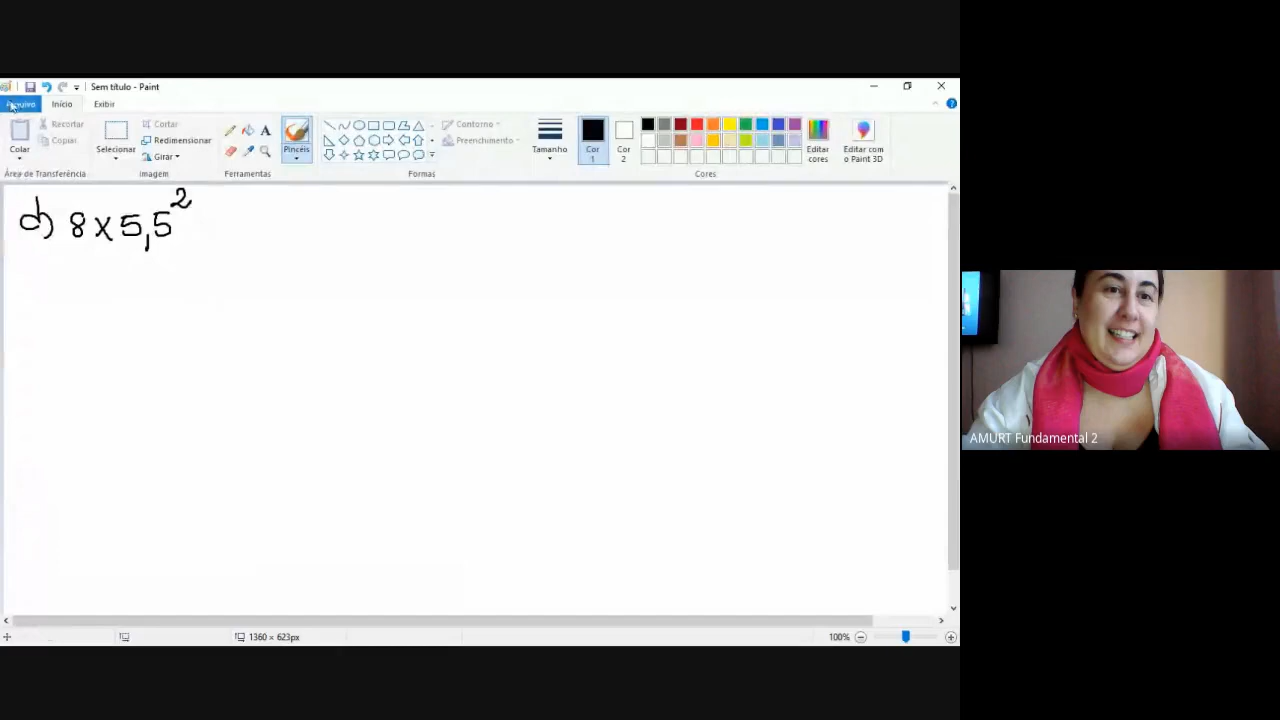 Sem título - Paint
Arquivo Início Exibir
Colar
Recortar
Copiar
Área de Transferência
Selecionar
Cortar
Redimensionar
Girar
Imagem
Ferramentas
Pincéis
Contorno
Preenchimento
Formas
Tamanho
Cor 1
Cor 2
Editar cores
Editar com o Paint 3D
Cores
d) 8 x 5,5²
1360 × 623px
100%
AMURT Fundamental 2